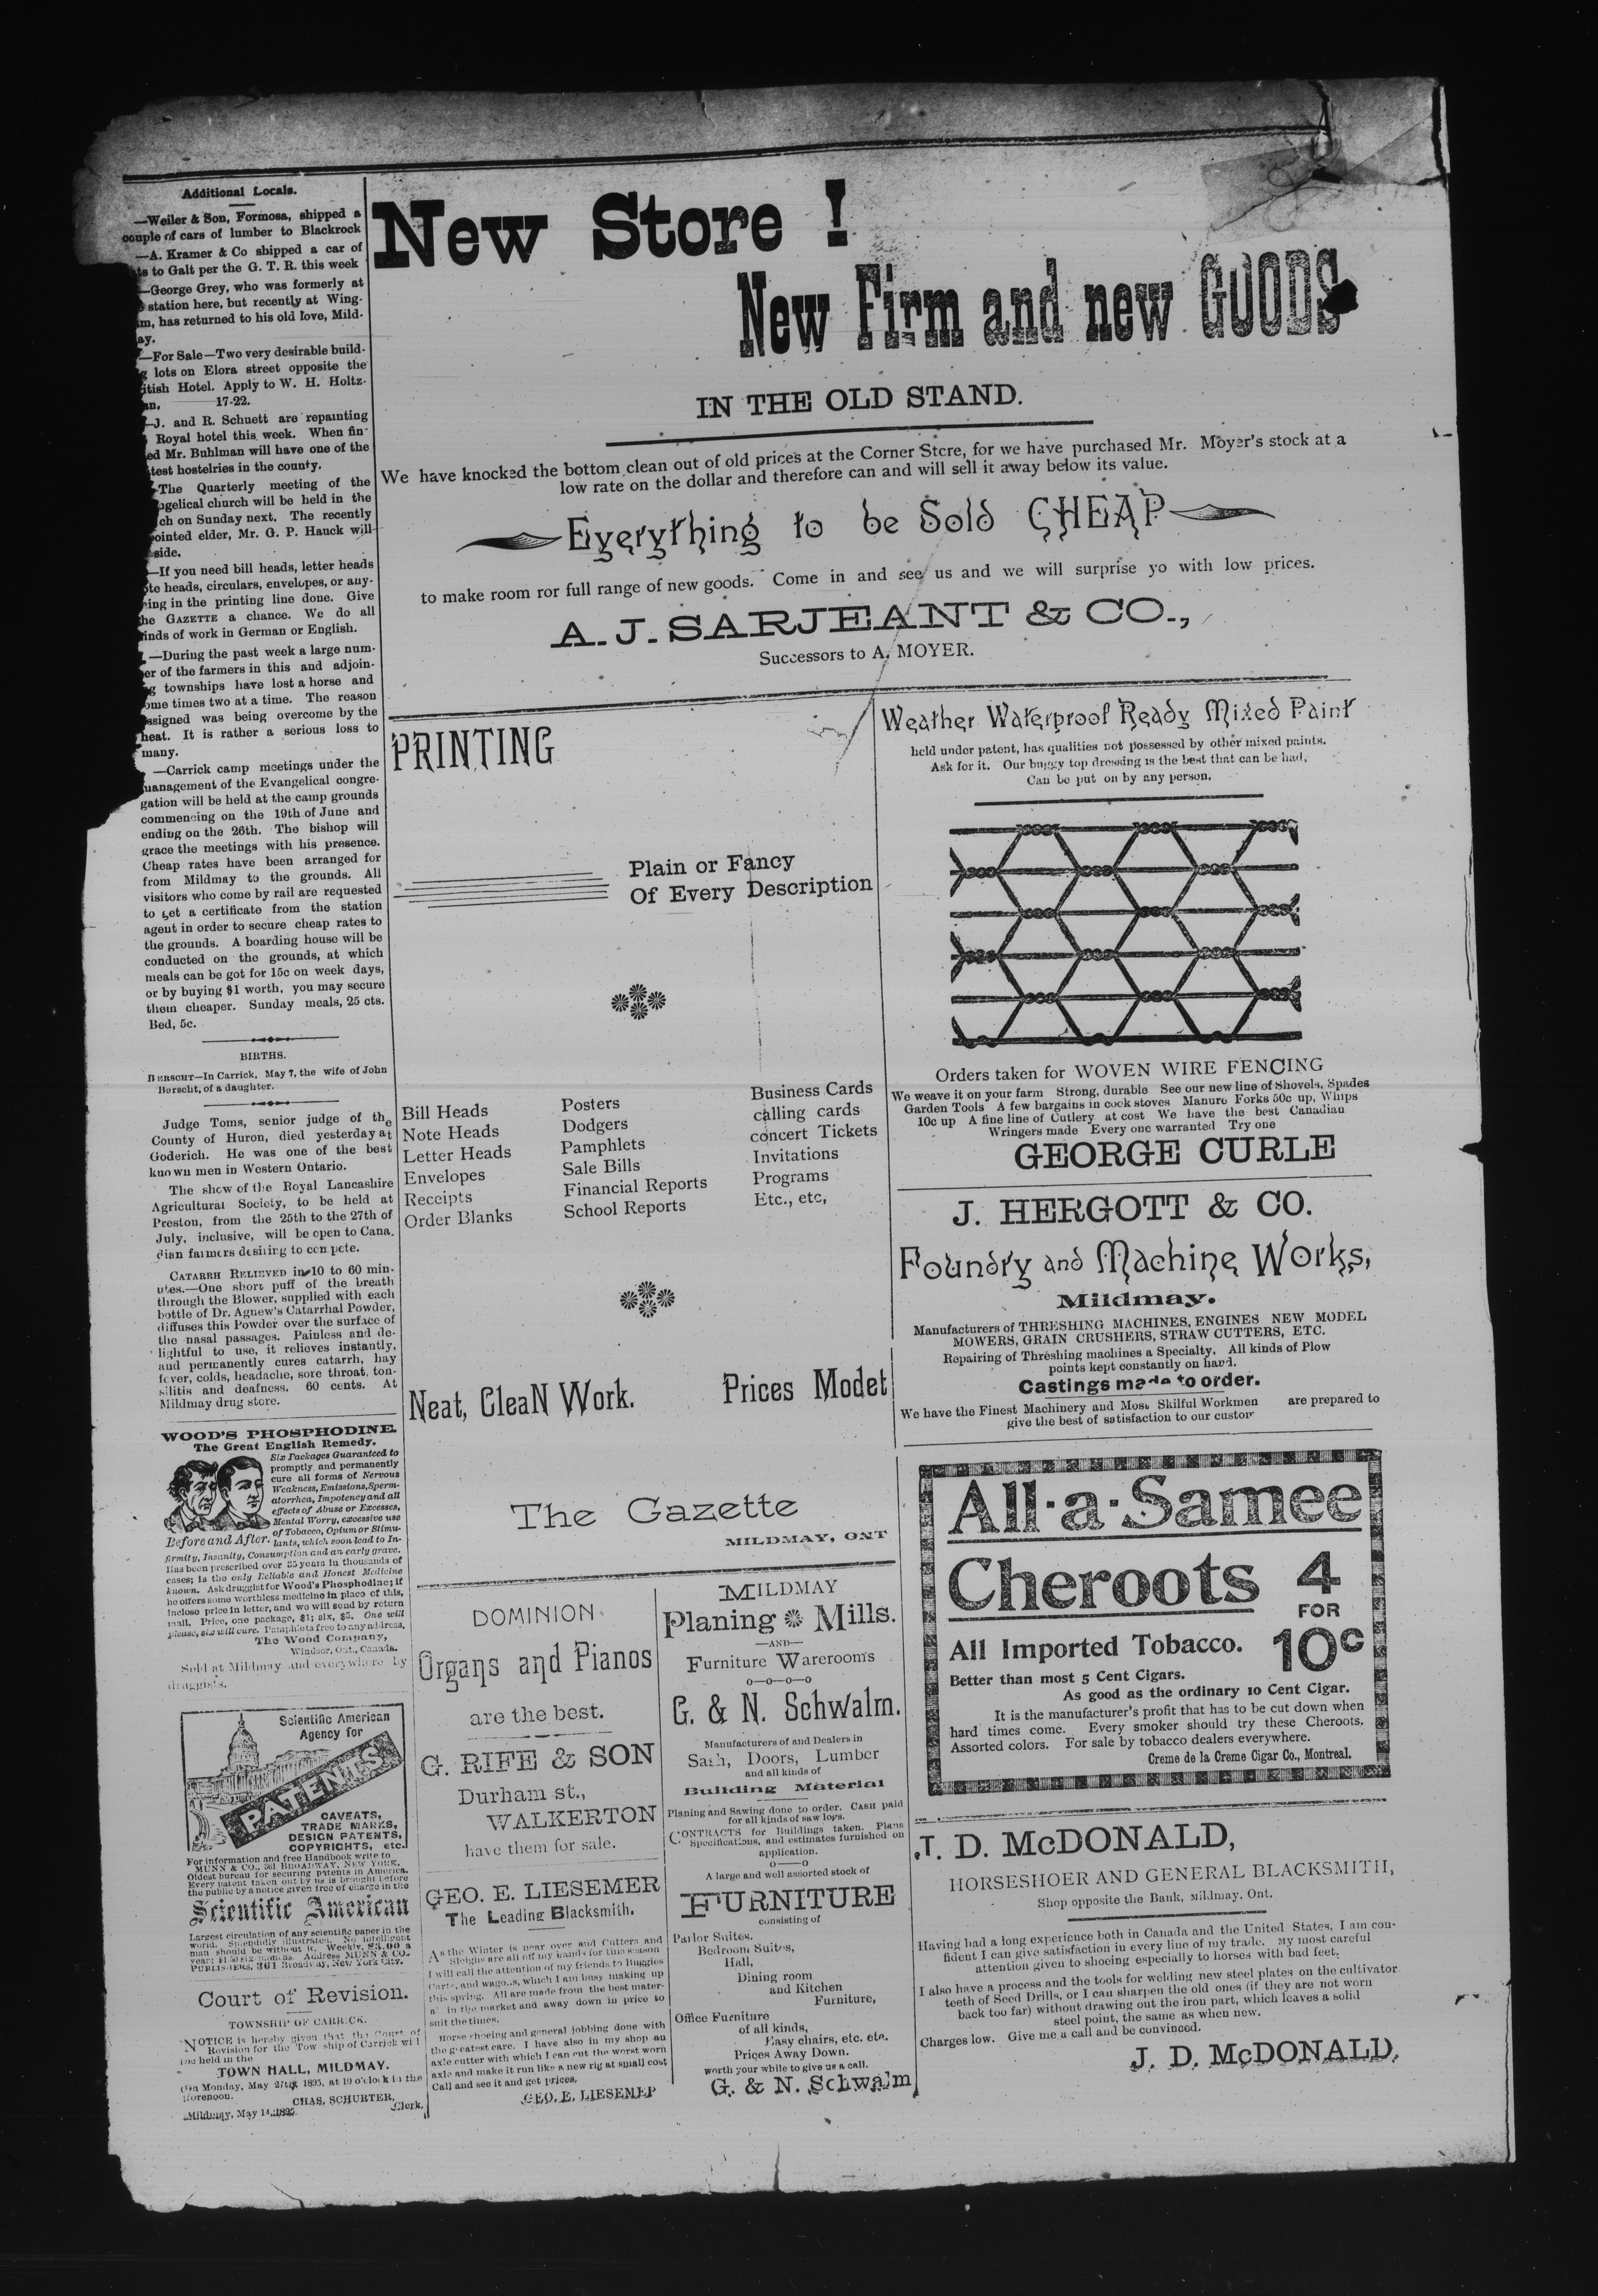 Additional Locals.
—Weiler & Son, Formosa, shipped a
couple of cars of lumber to Blackrock
—A. Kramer & Co shipped a car of
ts to Galt per the G. T. R. this week
—George Grey, who was formerly at
station here, but recently at Wing-
m, has returned to his old love, Mild-
ay.
—For Sale—Two very desirable build-
g lots on Elora street opposite the
itish Hotel. Apply to W. H. Holtz-
an. 17-22.
—J. and R. Schuett are repainting
Royal hotel this week. When fin-
ed Mr. Buhlman will have one of the
test hostelries in the county.
The Quarterly meeting of the
ngelical church will be held in the
ch on Sunday next. The recently
ointed elder, Mr. G. P. Hauck will
side.
—If you need bill heads, letter heads
ote heads, circulars, envelopes, or any-
ing in the printing line done. Give
he GAZETTE a chance. We do all
inds of work in German or English.
—During the past week a large num-
er of the farmers in this and adjoin-
g townships have lost a horse and
ome times two at a time. The reason
ssigned was being overcome by the
heat. It is rather a serious loss to
many.
—Carrick camp meetings under the
management of the Evangelical congre-
gation will be held at the camp grounds
commencing on the 19th of June and
ending on the 26th. The bishop will
grace the meetings with his presence.
Cheap rates have been arranged for
from Mildmay to the grounds. All
visitors who come by rail are requested
to get a certificate from the station
agent in order to secure cheap rates to
the grounds. A boarding house will be
conducted on the grounds, at which
meals can be got for 15c on week days,
or by buying $1 worth, you may secure
them cheaper. Sunday meals, 25 cts.
Bed, 5c.
BIRTHS.
BERSCHT—In Carrick, May 7, the wife of John
Berscht, of a daughter.
Judge Toms, senior judge of the
County of Huron, died yesterday at
Goderich. He was one of the best
known men in Western Ontario.
The show of the Royal Lancashire
Agricultural Society, to be held at
Preston, from the 25th to the 27th of
July, inclusive, will be open to Cana.
dian farmers desiring to compete.
CATARRH RELIEVED in 10 to 60 min-
utes.—One short puff of the breath
through the Blower, supplied with each
bottle of Dr. Agnew's Catarrhal Powder,
diffuses this Powder over the surface of
the nasal passages. Painless and de-
lightful to use, it relieves instantly,
and permanently cures catarrh, hay
fever, colds, headache, sore throat, ton-
silitis and deafness. 60 cents. At
Mildmay drug store.
WOOD'S PHOSPHODINE.
The Great English Remedy.
Six Packages Guaranteed to
promptly, and permanently
cure all forms of Nervous
Weakness, Emissions, Sperm-
atorrhea, Impotency and all
effects of Abuse or Excesses,
Mental Worry, excessive use
of Tobacco, Opium or Stimu-
Before and After. lants, which soon lead to In-
firmity, Insanity, Consumption and an early grave.
Has been prescribed over 35 years in thousands of
cases; is the only Reliable and Honest Medicine
known. Ask druggist for Wood's Phosphodine; if
he offers some worthless medicine in place of this,
inclose price in letter, and we will send by return
mail. Price, one package, $1; six, $5. One will
please, six will cure. Pamphlets free to any address.
The Wood Company,
Windsor, Ont., Canada.
Sold at Mildmay and everywhere by
druggists.
Scientific American
Agency for
PATENTS
CAVEATS,
TRADE MARKS,
DESIGN PATENTS,
COPYRIGHTS, etc.
For information and free Handbook write to
MUNN & CO., 361 BROADWAY, NEW YORK.
Oldest bureau for securing patents in America.
Every patent taken out by us is brought before
the public by a notice given free of charge in the
Scientific American
Largest circulation of any scientific paper in the
world. Splendidly illustrated. No intelligent
man should be without it. Weekly, $3.00 a
year; $1.50 six months. Address MUNN & CO.
PUBLISHERS, 361 Broadway, New York City.
Court of Revision.
TOWNSHIP OF CARRICK.
NOTICE is hereby given that the Court of
Revision for the Tow ship of Carrick wil
be held in the
TOWN HALL, MILDMAY.
On Monday, May 27th 1895, at 10 o'clock in the
forenoon.
CHAS, SCHURTER,
Clerk.
Mildmay, May 14, 1895
New Store !
New Firm and new GOODS
IN THE OLD STAND.
We have knocked the bottom clean out of old prices at the Corner Store, for we have purchased Mr. Moyer's stock at a
low rate on the dollar and therefore can and will sell it away below its value.
Everything to be Sold CHEAP
to make room ror full range of new goods. Come in and see us and we will surprise yo with low prices.
A. J. SARJEANT & CO.,
Successors to A. MOYER.
PRINTING
Plain or Fancy
Of Every Description
Bill Heads
Note Heads
Letter Heads
Envelopes
Receipts
Order Blanks
Posters
Dodgers
Pamphlets
Sale Bills
Financial Reports
School Reports
Business Cards
calling cards
concert Tickets
Invitations
Programs
Etc., etc,
Neat, CleaN Work. Prices Modet
The Gazette
MILDMAY, ONT
DOMINION
Organs and Pianos
are the best.
G. RIFE & SON
Durham st.,
WALKERTON
have them for sale.
GEO. E. LIESEMER
The Leading Blacksmith.
As the Winter is near over and Cutters and
Sleighs are all off my hands for this season
I will call the attention of my friends to Buggies
Carts, and wagons, which I am busy making up
this spring. All are made from the best mater-
al in the market and away down in price to
suit the times.
Horse shoeing and general jobbing done with
the greatest care. I have also in my shop an
axle cutter with which I can cut the worst worn
axle and make it run like a new rig at small cost
Call and see it and get prices,
GEO. E. LIESEMER
MILDMAY
Planing Mills.
—AND—
Furniture Warerooms
o—o—o—o
G. & N. Schwalm.
Manufacturers of and Dealers in
Sash, Doors, Lumber
and all kinds of
Building Material
Planing and Sawing done to order. CASH paid
for all kinds of saw logs.
CONTRACTS for Buildings taken. Plans
Specifications, and estimates furnished on
application.
o—o
A large and well assorted stock of
FURNITURE
consisting of
Parlor Suites.
Bedroom Suites,
Hall,
Dining room
and Kitchen
Furniture,
Office Furniture
of all kinds,
Easy chairs, etc. etc.
Prices Away Down.
worth your while to give us a call.
G. & N. Schwalm
Weather Waterproof Ready Mixed Paint
held under patent, has qualities not possessed by other mixed paints.
Ask for it. Our buggy top dressing is the best that can be had,
Can be put on by any person.
Orders taken for WOVEN WIRE FENCING
We weave it on your farm Strong, durable See our new line of Shovels, Spades
Garden Tools A few bargains in cook stoves Manure Forks 50c up, Whips
10c up A fine line of Cutlery at cost We have the best Canadian
Wringers made Every one warranted Try one
GEORGE CURLE
J. HERGOTT & CO.
Foundry and Machine Works,
Mildmay.
Manufacturers of THRESHING MACHINES, ENGINES NEW MODEL
MOWERS, GRAIN CRUSHERS, STRAW CUTTERS, ETC.
Repairing of Threshing machines a Specialty. All kinds of Plow
points kept constantly on hand.
Castings made to order.
We have the Finest Machinery and Most Skilful Workmen are prepared to
give the best of satisfaction to our custom
All-a-Samee
Cheroots 4
FOR
10c
All Imported Tobacco.
Better than most 5 Cent Cigars.
As good as the ordinary 10 Cent Cigar.
It is the manufacturer's profit that has to be cut down when
hard times come. Every smoker should try these Cheroots.
Assorted colors. For sale by tobacco dealers everywhere.
Creme de la Creme Cigar Co., Montreal.
J. D. McDONALD,
HORSESHOER AND GENERAL BLACKSMITH,
Shop opposite the Bank, Mildmay, Ont.
Having had a long experience both in Canada and the United States, I am con-
fident I can give satisfaction in every line of my trade. My most careful
attention given to shoeing especially to horses with bad feet.
I also have a process and the tools for welding new steel plates on the cultivator
teeth of Seed Drills, or I can sharpen the old ones (if they are not worn
back too far) without drawing out the iron part, which leaves a solid
steel point, the same as when new.
Charges low. Give me a call and be convinced.
J. D. McDONALD,